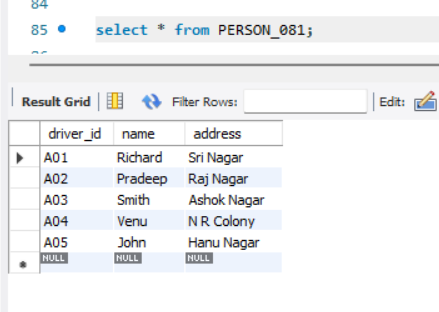 84
85 select * from PERSON_081;
86
Result Grid Filter Rows: Edit:
driver_id name address
A01 Richard Sri Nagar
A02 Pradeep Raj Nagar
A03 Smith Ashok Nagar
A04 Venu N R Colony
A05 John Hanu Nagar
NULL NULL NULL